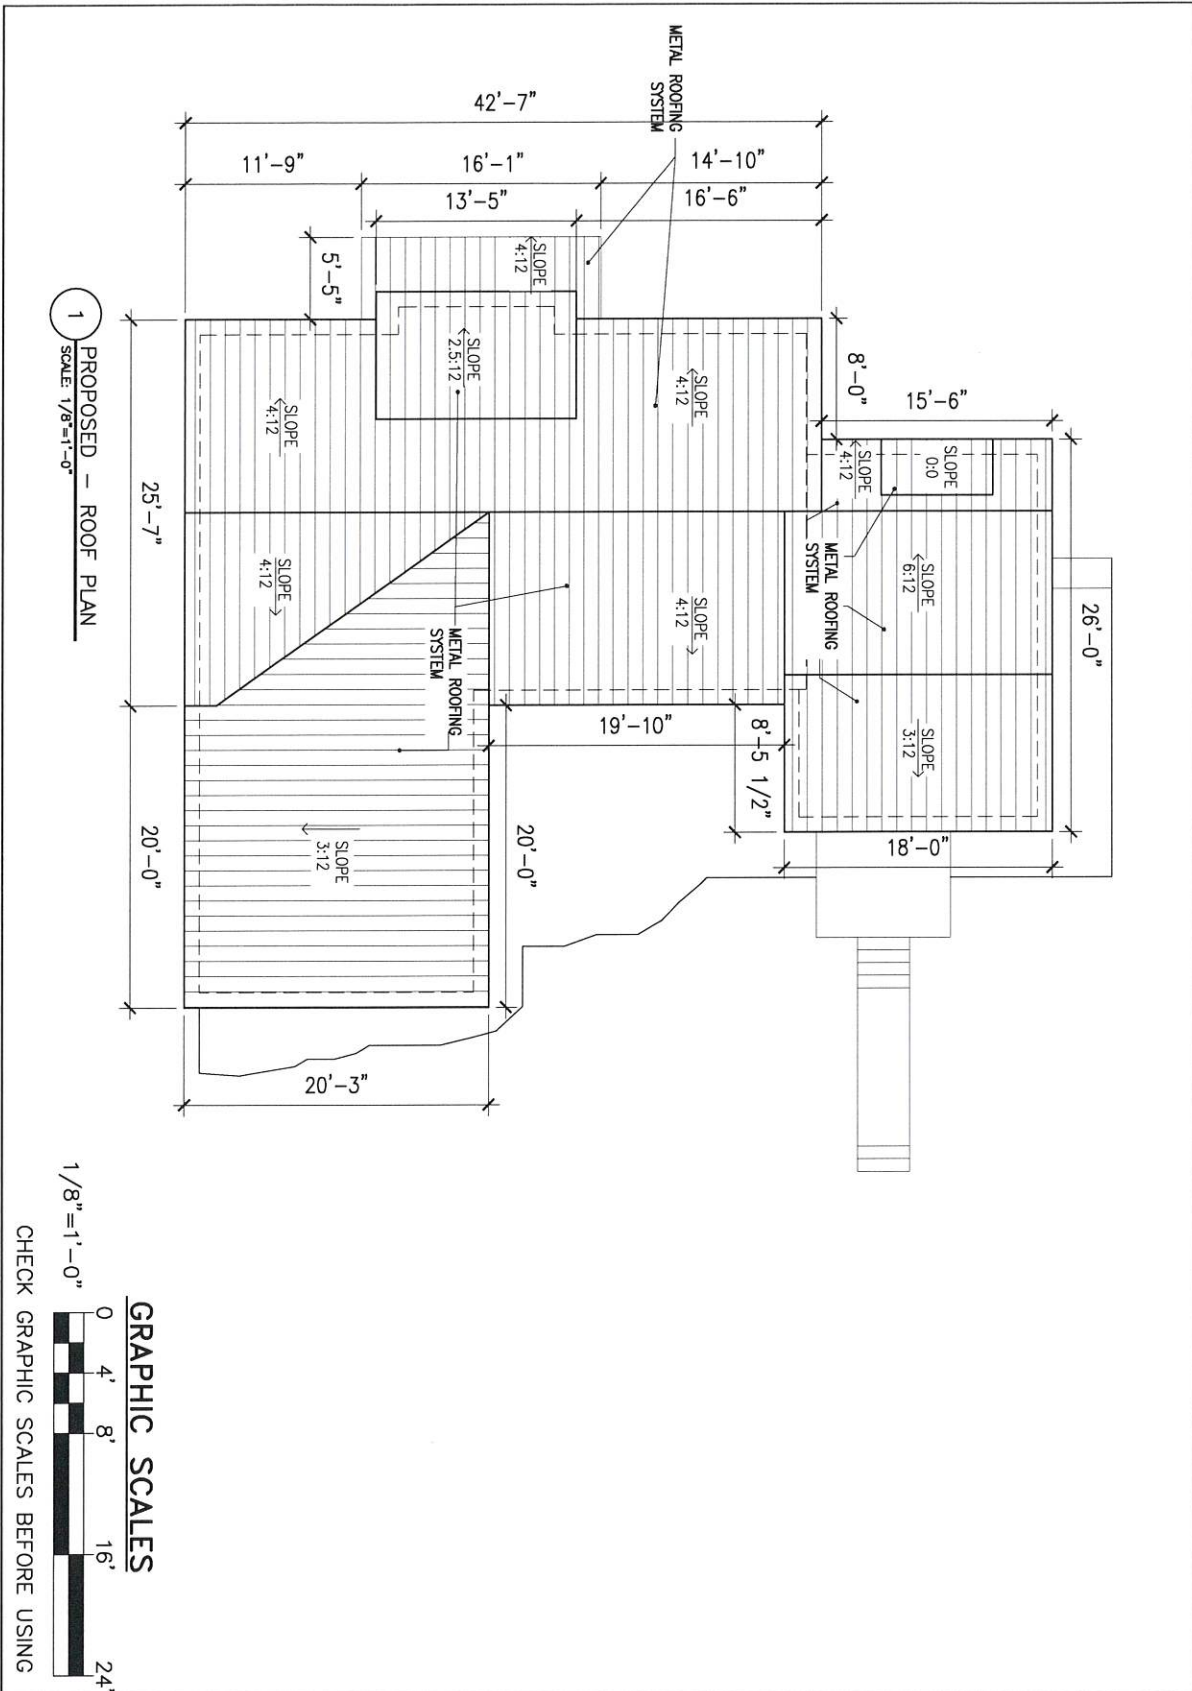 METAL ROOFING
SYSTEM
42'-7"
11'-9"
16'-1"
14'-10"
13'-5"
16'-6"
5'-5"
SLOPE
4:12
8'-0"
15'-6"
SLOPE
2.5:12
SLOPE
4:12
SLOPE
4:12
SLOPE
4:12
SLOPE
0:0
25'-7"
SLOPE
4:12
SLOPE
4:12
METAL ROOFING
SYSTEM
SLOPE
6:12
26'-0"
METAL ROOFING
SYSTEM
19'-10"
8'-5 1/2"
SLOPE
3:12
18'-0"
20'-0"
SLOPE
3:12
20'-0"
20'-3"
1
PROPOSED - ROOF PLAN
SCALE: 1/8"=1'-0"
GRAPHIC SCALES
1/8"=1'-0"
0 4' 8' 16' 24'
CHECK GRAPHIC SCALES BEFORE USING